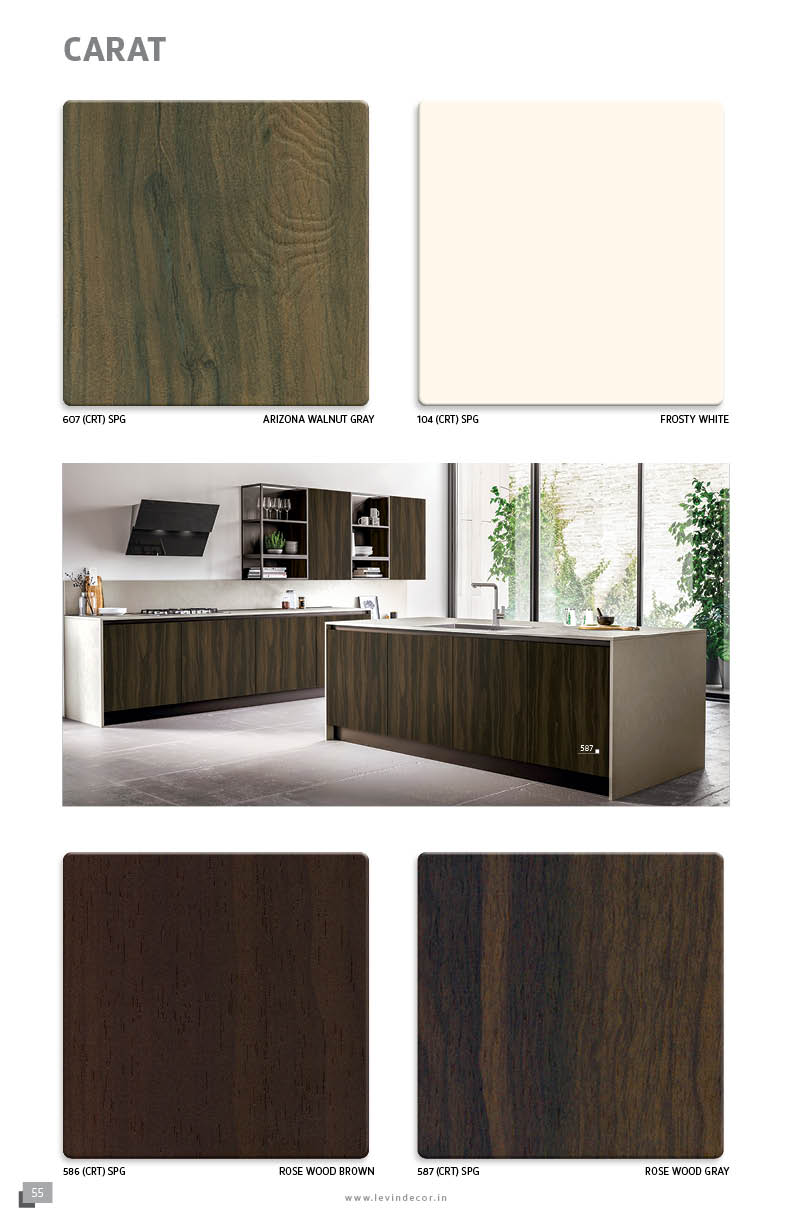 CARAT
607 (CRT) SPG ARIZONA WALNUT GRAY
104 (CRT) SPG FROSTY WHITE
587
586 (CRT) SPG ROSE WOOD BROWN
587 (CRT) SPG ROSE WOOD GRAY
55
www.levindecor.in